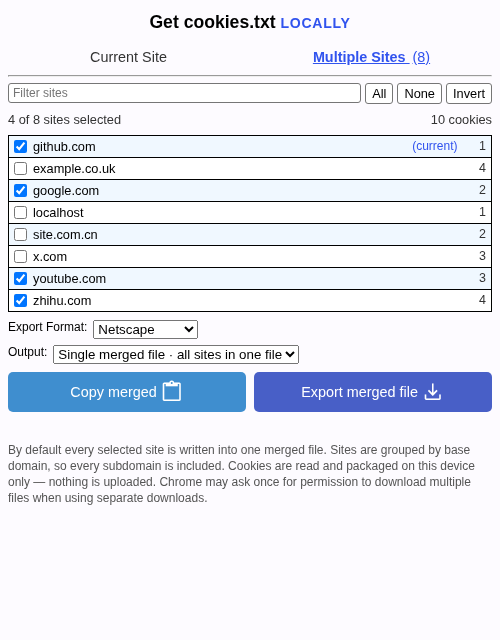 Get cookies.txt LOCALLY
Current Site
Multiple Sites (8)
Filter sites
All
None
Invert
4 of 8 sites selected
10 cookies
github.com (current) 1
example.co.uk 4
google.com 2
localhost 1
site.com.cn 2
x.com 3
youtube.com 3
zhihu.com 4
Export Format: Netscape
Output: Single merged file · all sites in one file
Copy merged
Export merged file
By default every selected site is written into one merged file. Sites are grouped by base
domain, so every subdomain is included. Cookies are read and packaged on this device
only — nothing is uploaded. Chrome may ask once for permission to download multiple
files when using separate downloads.